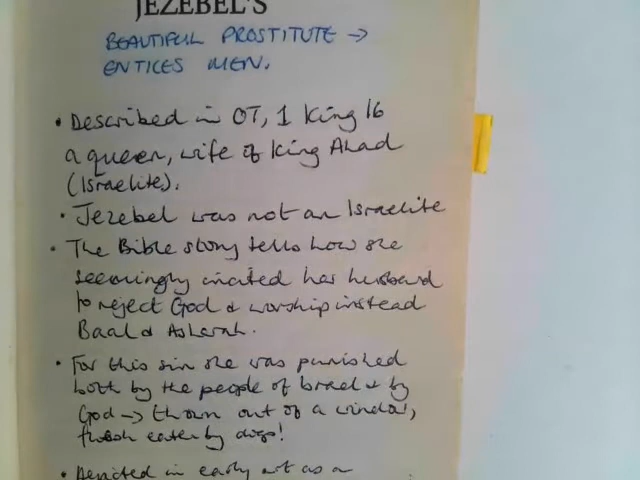 JEZEBEL'S
BEAUTIFUL PROSTITUTE →
ENTICES MEN.
• Described in OT, 1 King 16
a queen, wife of King Ahad
(Israelite).
• Jezebel was not an Israelite
• The Bible story tells how she
seemingly incited her husband
to reject God & worship instead
Baal & Asherah.
• For this sin she was punished
both by the people of Israel & by
God → thrown out of a window,
flesh eaten by dogs!
• Depicted in early art as a